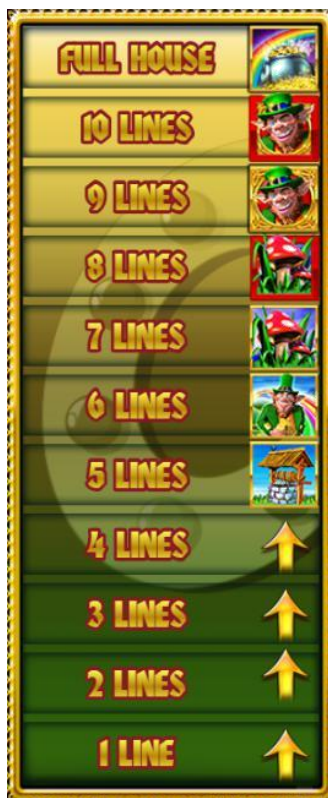 FULL HOUSE
10 LINES
9 LINES
8 LINES
7 LINES
6 LINES
5 LINES
4 LINES
3 LINES
2 LINES
1 LINE